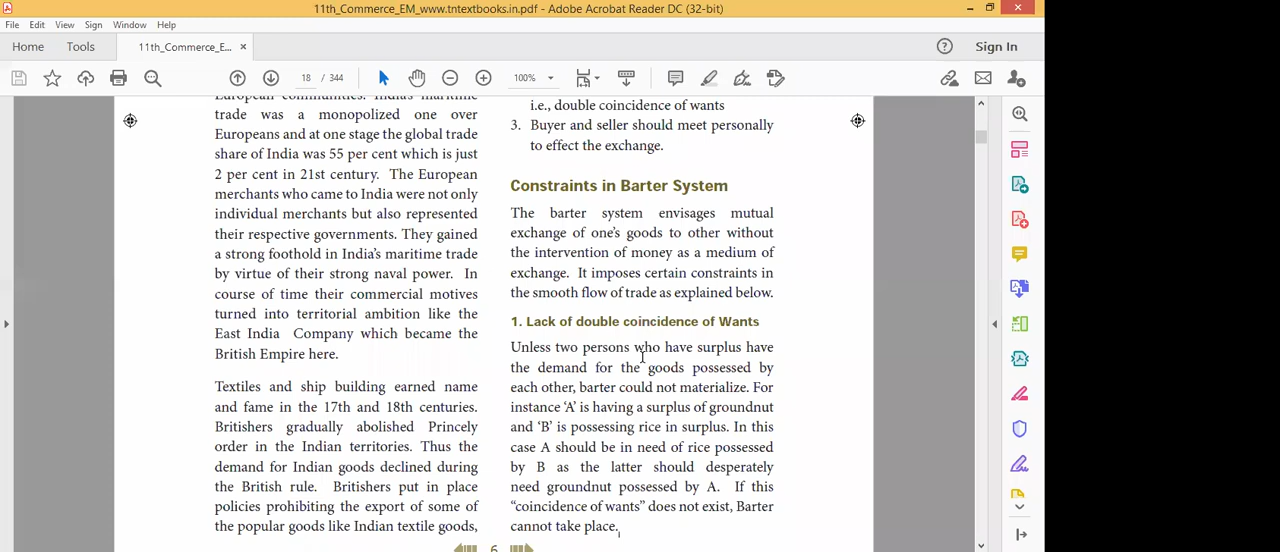 11th_Commerce_EM_www.tntextbooks.in.pdf - Adobe Acrobat Reader DC (32-bit)
File Edit View Sign Window Help
Home Tools 11th_Commerce_E... × Sign In
18 / 344 100%
European communities. India's maritime
trade was a monopolized one over
Europeans and at one stage the global trade
share of India was 55 per cent which is just
2 per cent in 21st century. The European
merchants who came to India were not only
individual merchants but also represented
their respective governments. They gained
a strong foothold in India's maritime trade
by virtue of their strong naval power. In
course of time their commercial motives
turned into territorial ambition like the
East India Company which became the
British Empire here.
Textiles and ship building earned name
and fame in the 17th and 18th centuries.
Britishers gradually abolished Princely
order in the Indian territories. Thus the
demand for Indian goods declined during
the British rule. Britishers put in place
policies prohibiting the export of some of
the popular goods like Indian textile goods,
i.e., double coincidence of wants
3. Buyer and seller should meet personally
to effect the exchange.
Constraints in Barter System
The barter system envisages mutual
exchange of one's goods to other without
the intervention of money as a medium of
exchange. It imposes certain constraints in
the smooth flow of trade as explained below.
1. Lack of double coincidence of Wants
Unless two persons who have surplus have
the demand for the goods possessed by
each other, barter could not materialize. For
instance ‘A’ is having a surplus of groundnut
and ‘B’ is possessing rice in surplus. In this
case A should be in need of rice possessed
by B as the latter should desperately
need groundnut possessed by A. If this
“coincidence of wants” does not exist, Barter
cannot take place.
6